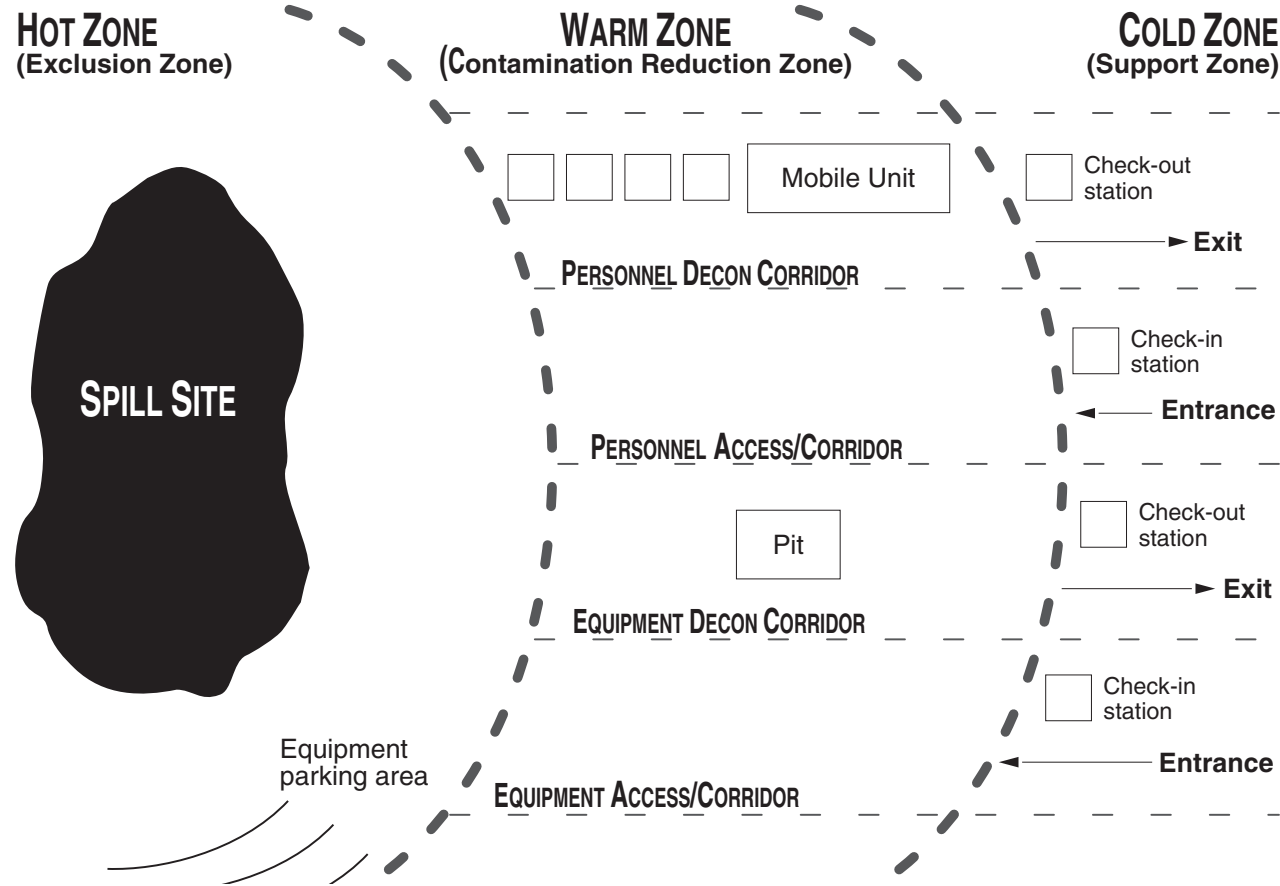 HOT ZONE
(Exclusion Zone)
WARM ZONE
(Contamination Reduction Zone)
COLD ZONE
(Support Zone)
Mobile Unit
Check-out
station
Exit
PERSONNEL DECON CORRIDOR
Check-in
station
SPILL SITE
Entrance
PERSONNEL ACCESS/CORRIDOR
Pit
Check-out
station
Exit
EQUIPMENT DECON CORRIDOR
Check-in
station
Equipment
parking area
Entrance
EQUIPMENT ACCESS/CORRIDOR